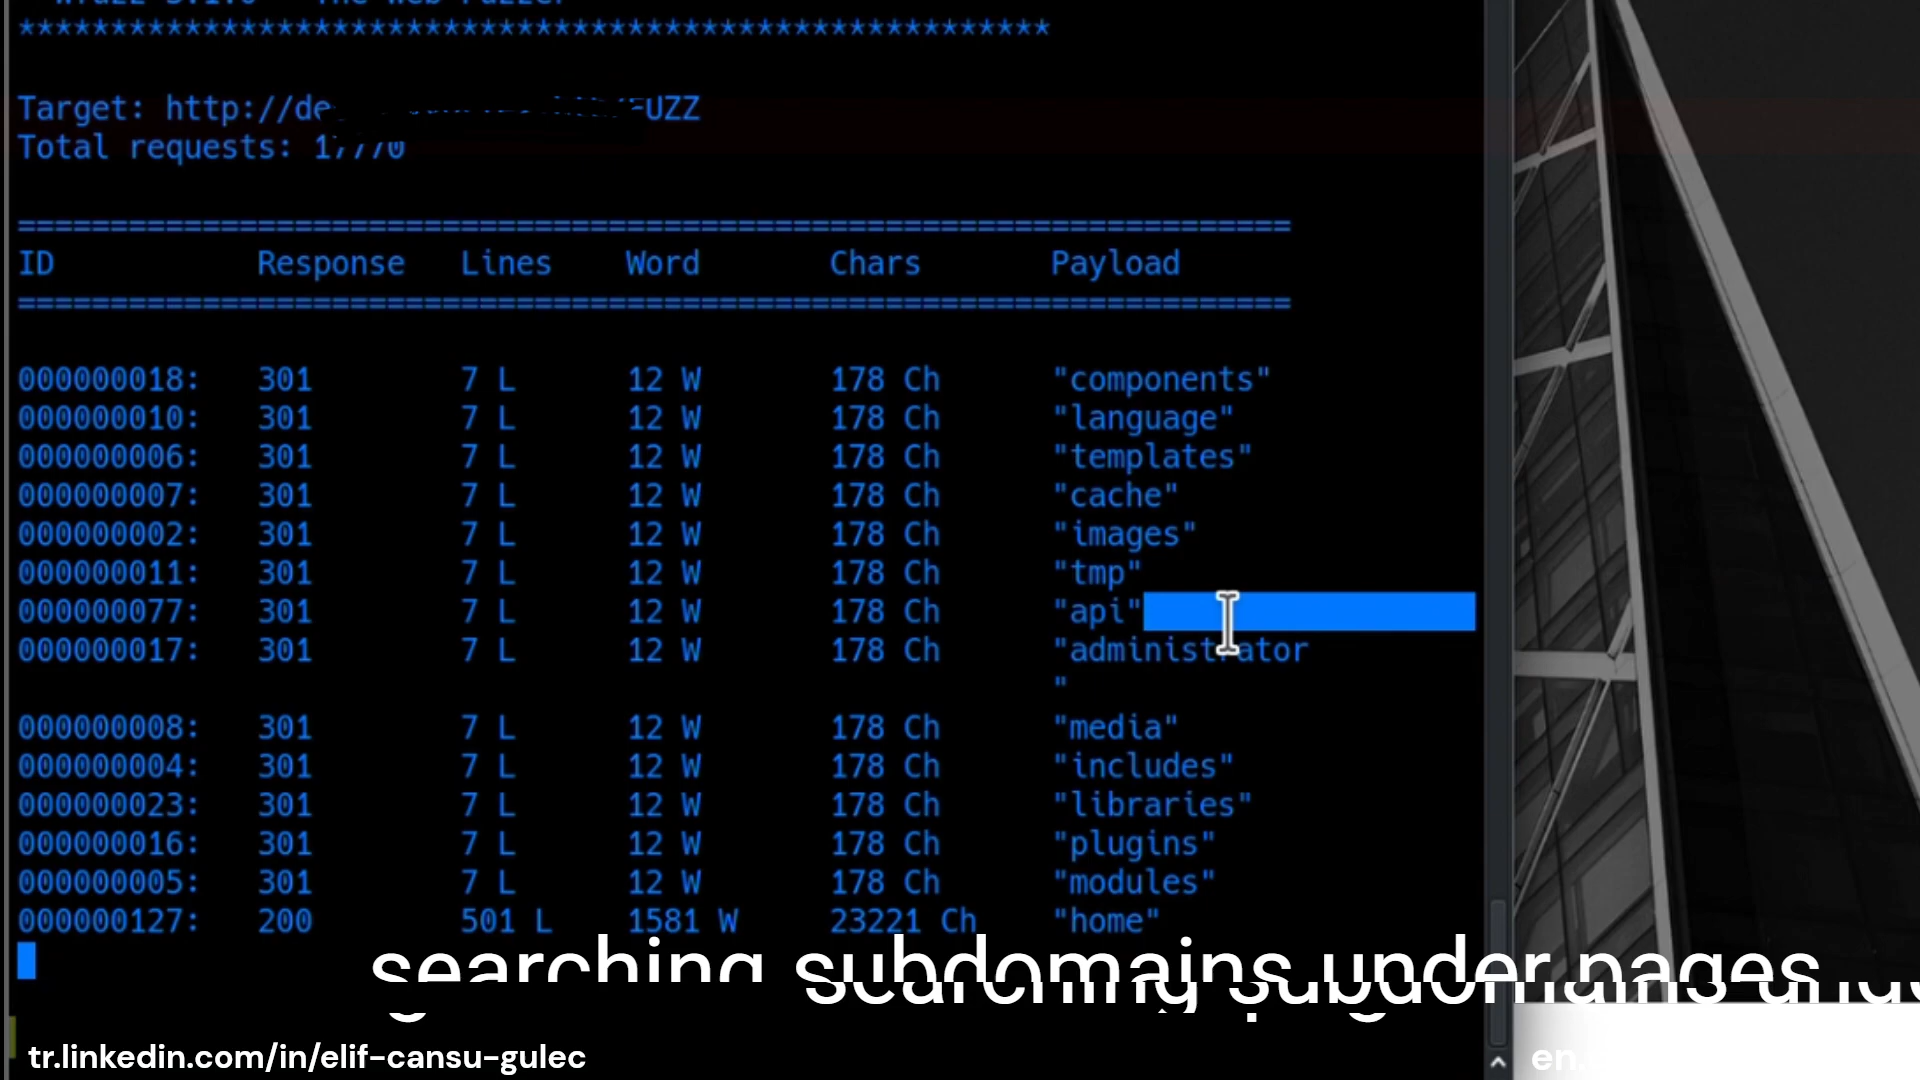 ********************************************************
Target: http://de FUZZ
Total requests: 17770
=====================================================================
ID Response Lines Word Chars Payload
=====================================================================
000000018: 301 7 L 12 W 178 Ch "components"
000000010: 301 7 L 12 W 178 Ch "language"
000000006: 301 7 L 12 W 178 Ch "templates"
000000007: 301 7 L 12 W 178 Ch "cache"
000000002: 301 7 L 12 W 178 Ch "images"
000000011: 301 7 L 12 W 178 Ch "tmp"
000000077: 301 7 L 12 W 178 Ch "api"
000000017: 301 7 L 12 W 178 Ch "administrator
"
000000008: 301 7 L 12 W 178 Ch "media"
000000004: 301 7 L 12 W 178 Ch "includes"
000000023: 301 7 L 12 W 178 Ch "libraries"
000000016: 301 7 L 12 W 178 Ch "plugins"
000000005: 301 7 L 12 W 178 Ch "modules"
000000127: 200 501 L 1581 W 23221 Ch "home"
searching subdomains under pages
searching subdomains
tr.linkedin.com/in/elif-cansu-gulec
en.